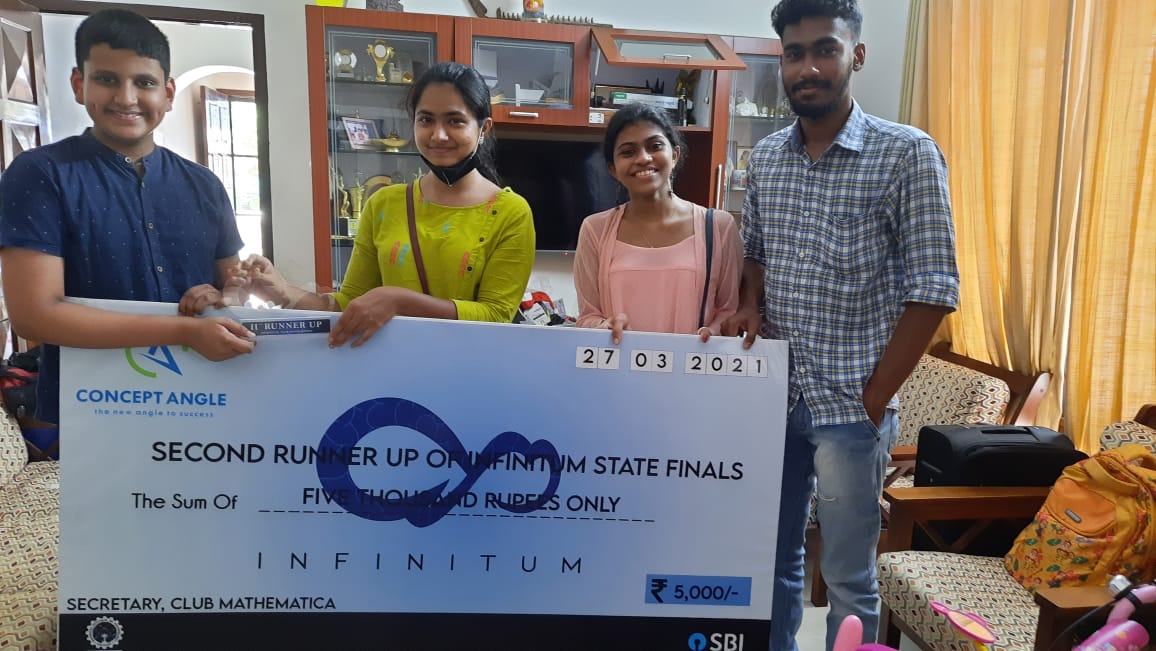 II RUNNER UP
27 03 2021
CONCEPT ANGLE
the new angle to success
SECOND RUNNER UP OF INFINITUM STATE FINALS
The Sum Of FIVE THOUSAND RUPEES ONLY
INFINITUM
₹ 5,000/-
SECRETARY, CLUB MATHEMATICA
SBI